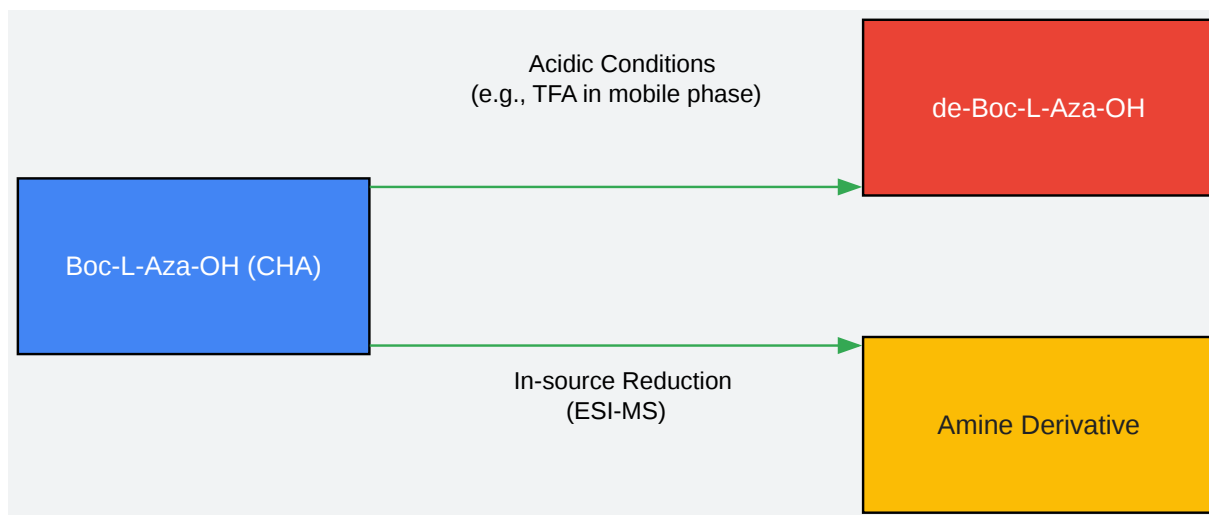 Acidic Conditions
(e.g., TFA in mobile phase)
de-Boc-L-Aza-OH
Boc-L-Aza-OH (CHA)
In-source Reduction
(ESI-MS)
Amine Derivative